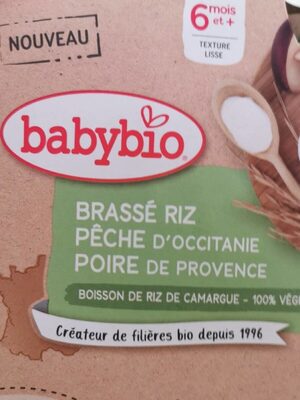 NOUVEAU
6 mois et +
TEXTURE
LISSE
babybio
BRASSÉ RIZ
PÊCHE D'OCCITANIE
POIRE DE PROVENCE
BOISSON DE RIZ DE CAMARGUE - 100% VÉG
Créateur de filières bio depuis 1996